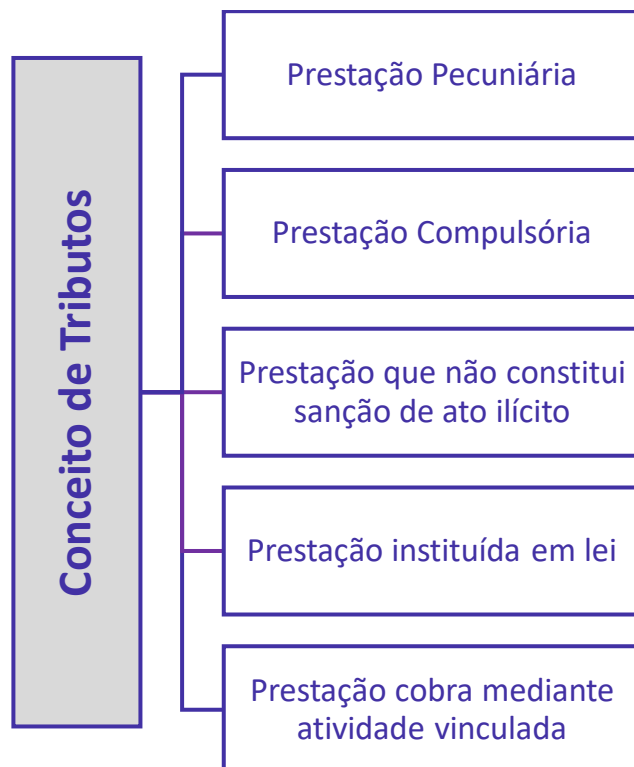 Conceito de Tributos
Prestação Pecuniária
Prestação Compulsória
Prestação que não constitui
sanção de ato ilícito
Prestação instituída em lei
Prestação cobra mediante
atividade vinculada